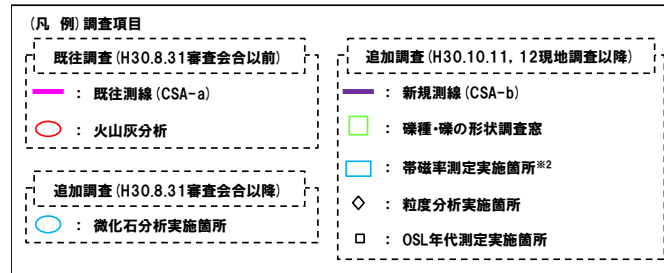 (凡 例)調査項目
既往調査(H30.8.31審査会合以前)
： 既往測線(CSA-a)
： 火山灰分析
追加調査(H30.8.31審査会合以降)
： 微化石分析実施箇所
追加調査(H30.10.11, 12現地調査以降)
： 新規測線(CSA-b)
： 礫種・礫の形状調査窓
： 帯磁率測定実施箇所※2
： 粒度分析実施箇所
： OSL年代測定実施箇所